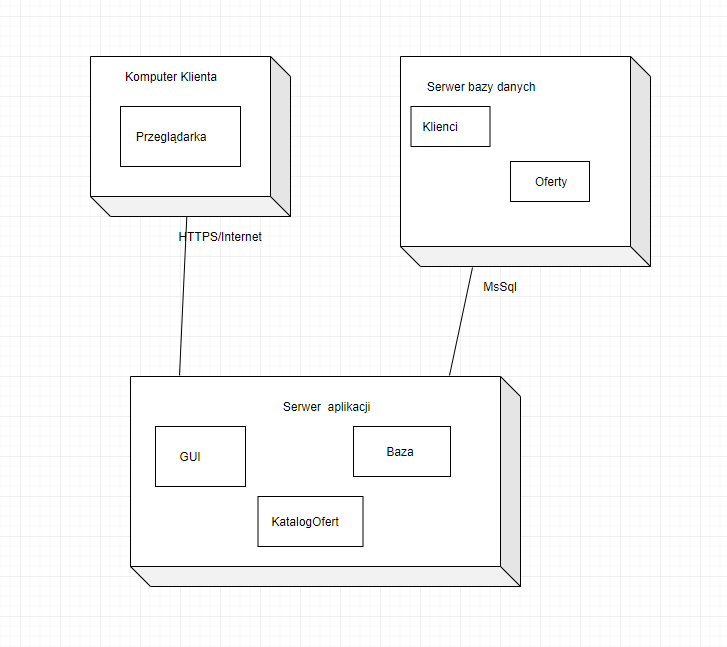 Komputer Klienta
Przeglądarka
Serwer bazy danych
Klienci
Oferty
HTTPS/Internet
MsSql
Serwer aplikacji
GUI
Baza
KatalogOfert